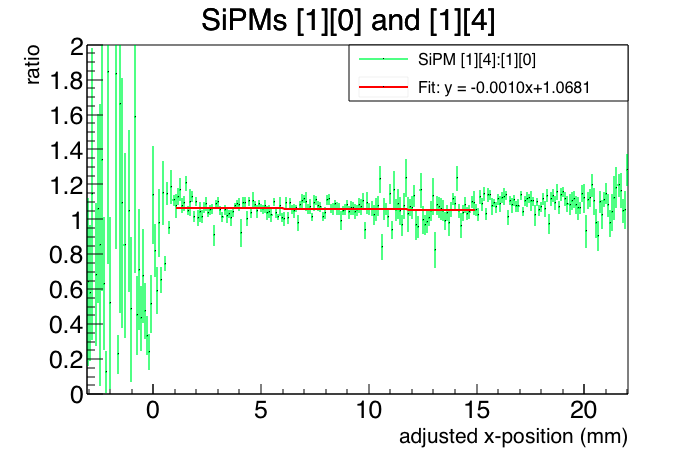 SiPMs [1][0] and [1][4]
ratio
2
1.8
1.6
1.4
1.2
1
0.8
0.6
0.4
0.2
0
SiPM [1][4]:[1][0]
Fit: y = -0.0010x+1.0681
0 5 10 15 20
adjusted x-position (mm)